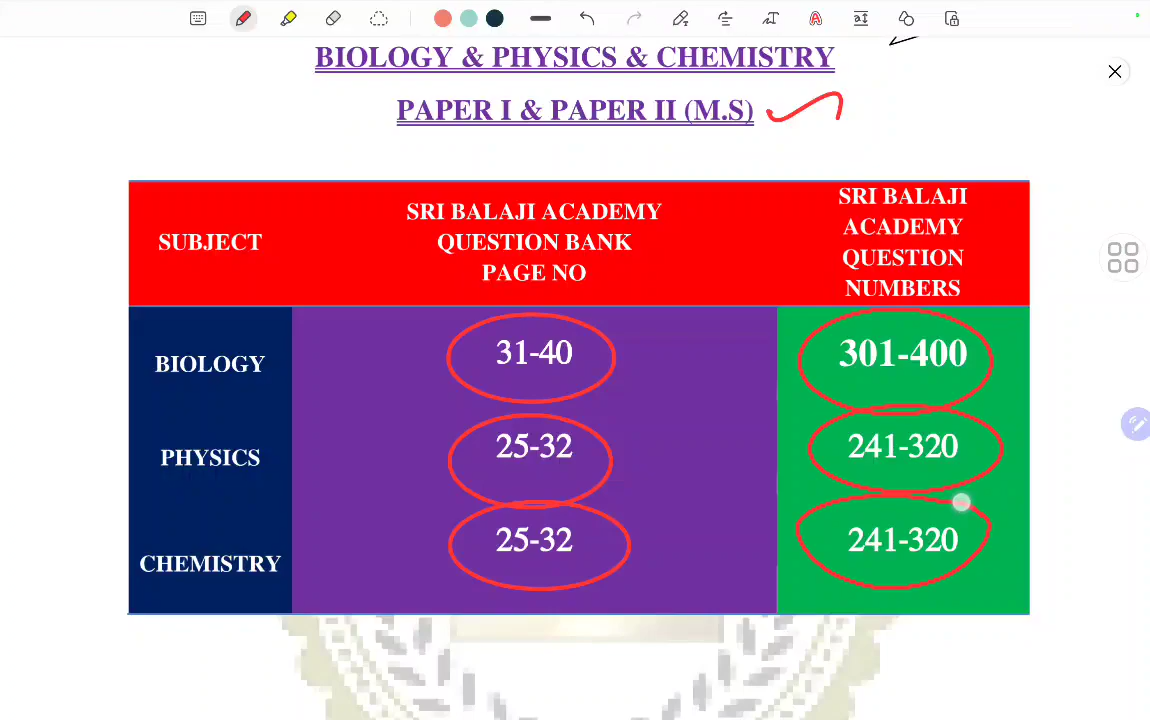 BIOLOGY & PHYSICS & CHEMISTRY
PAPER I & PAPER II (M.S)
SUBJECT
SRI BALAJI ACADEMY
QUESTION BANK
PAGE NO
SRI BALAJI
ACADEMY
QUESTION
NUMBERS
BIOLOGY
31-40
301-400
PHYSICS
25-32
241-320
CHEMISTRY
25-32
241-320